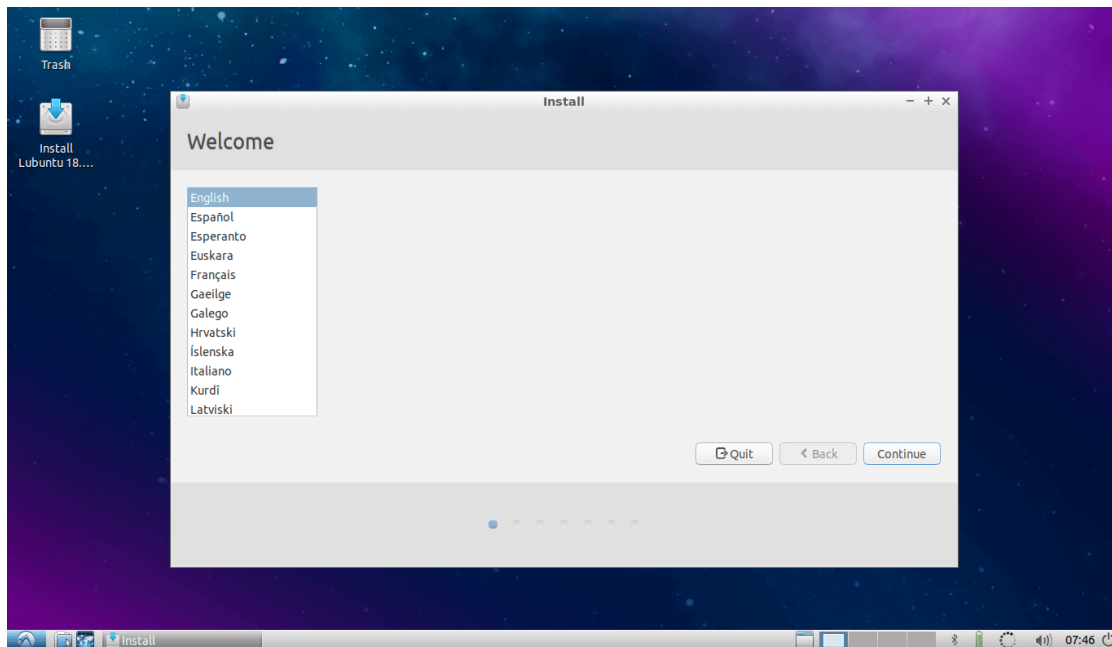 Trash
Install
Lubuntu 18....
Install
Welcome
English
Español
Esperanto
Euskara
Français
Gaeilge
Galego
Hrvatski
Íslenska
Italiano
Kurdî
Latviski
Quit
Back
Continue
Install
07:46